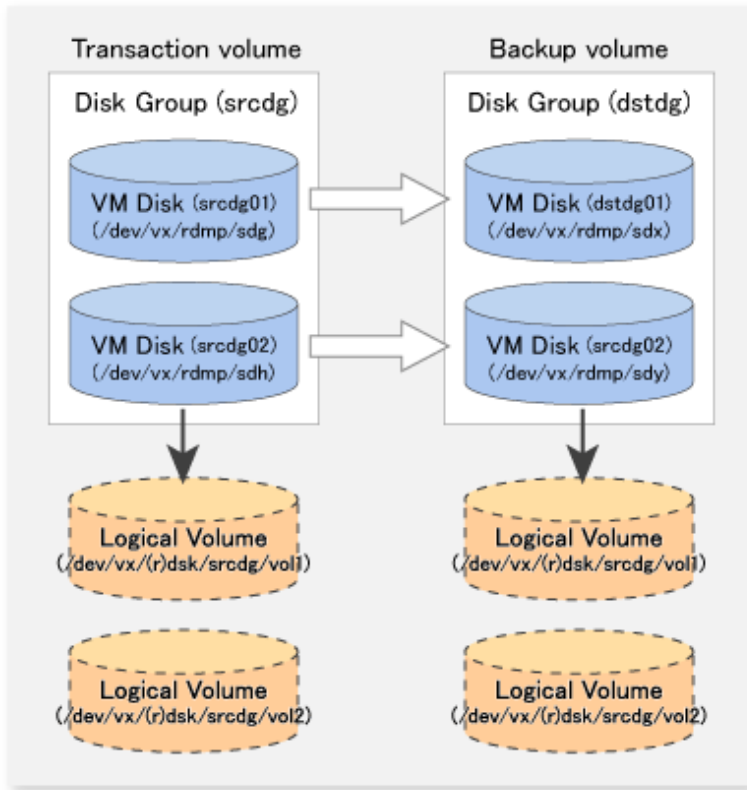 Transaction volume
Disk Group (srcdg)
VM Disk (srcdg01)
(/dev/vx/rdmp/sdg)
VM Disk (srcdg02)
(/dev/vx/rdmp/sdh)
Logical Volume
(/dev/vx/(r)dsk/srcdg/vol1)
Logical Volume
(/dev/vx/(r)dsk/srcdg/vol2)
Backup volume
Disk Group (dstdg)
VM Disk (dstdg01)
(/dev/vx/rdmp/sdx)
VM Disk (srcdg02)
(/dev/vx/rdmp/sdy)
Logical Volume
(/dev/vx/(r)dsk/srcdg/vol1)
Logical Volume
(/dev/vx/(r)dsk/srcdg/vol2)